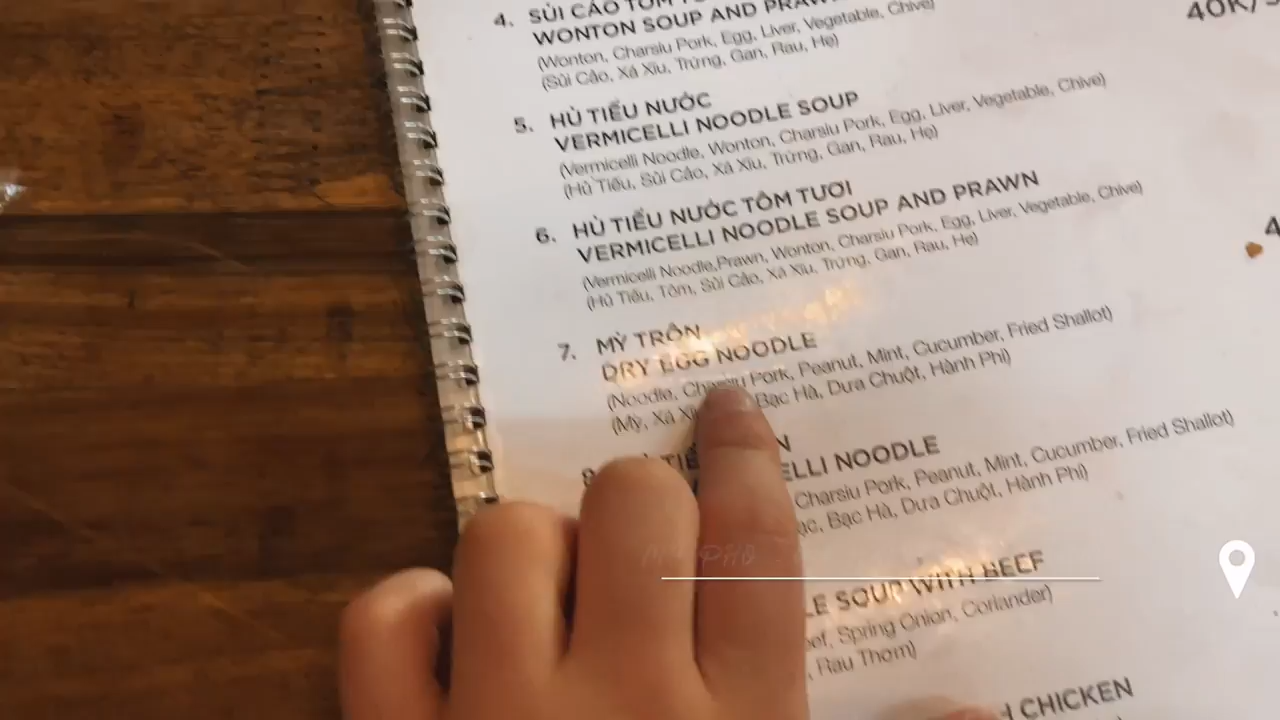 4. SỦI CẢO TÔM
WONTON SOUP AND PRAWN
(Wonton, Charsiu Pork, Egg, Liver, Vegetable, Chive)
(Sủi Cảo, Xá Xíu, Trứng, Gan, Rau, Hẹ)
40K/
5. HỦ TIẾU NƯỚC
VERMICELLI NOODLE SOUP
(Vermicelli Noodle, Wonton, Charsiu Pork, Egg, Liver, Vegetable, Chive)
(Hủ Tiếu, Sủi Cảo, Xá Xíu, Trứng, Gan, Rau, Hẹ)
6. HỦ TIẾU NƯỚC TÔM TƯƠI
VERMICELLI NOODLE SOUP AND PRAWN
(Vermicelli Noodle,Prawn, Wonton, Charsiu Pork, Egg, Liver, Vegetable, Chive)
(Hủ Tiếu, Tôm, Sủi Cảo, Xá Xíu, Trứng, Gan, Rau, Hẹ)
4
7. MỲ TRỘN
DRY EGG NOODLE
(Noodle, Charsiu Pork, Peanut, Mint, Cucumber, Fried Shallot)
(Mỳ, Xá Bạc Hà, Dưa Chuột, Hành Phi)
8.
NOODLE
Charsiu Pork, Peanut, Mint, Cucumber, Fried Shallot)
Bạc Hà, Dưa Chuột, Hành Phi)
SOUP WITH BEEF
Spring Onion, Coriander)
, Rau Thơm)
CHICKEN